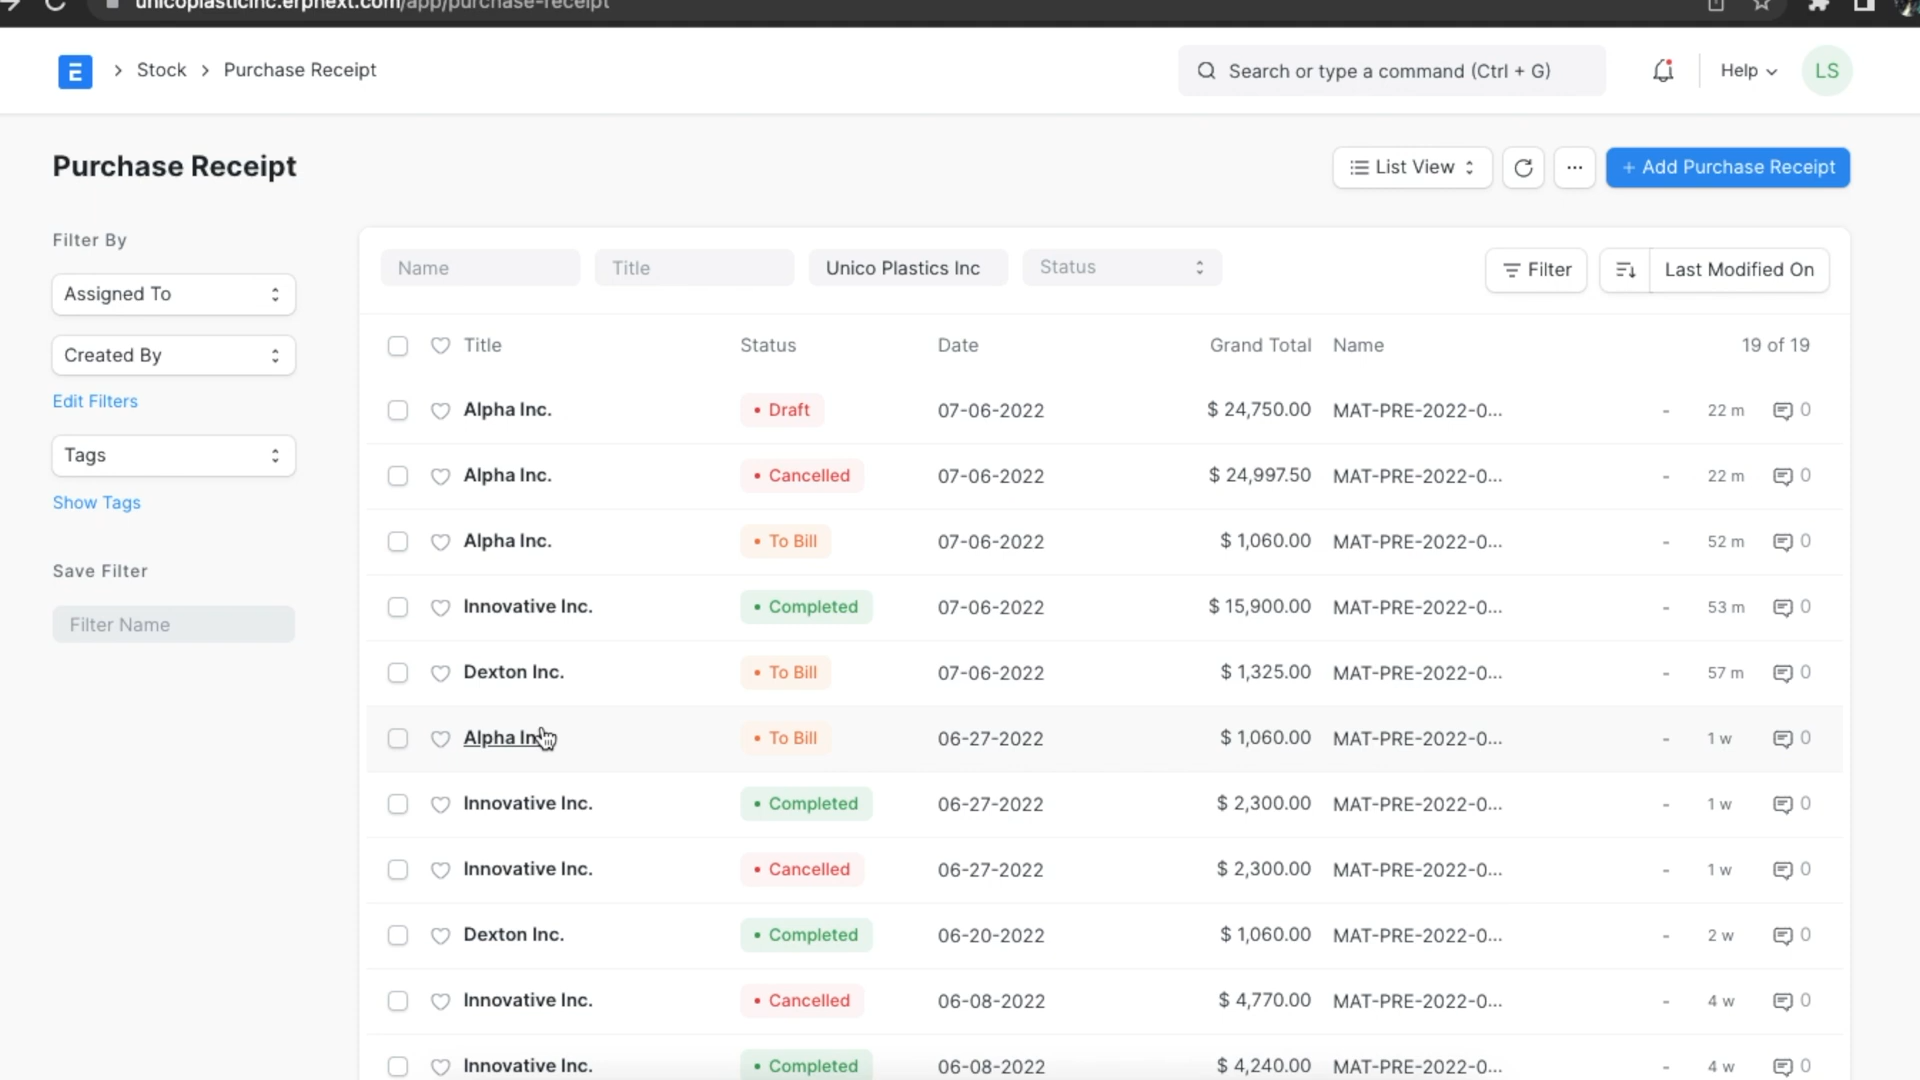 unicoplasticinc.erpnext.com/app/purchase-receipt
E > Stock > Purchase Receipt
Search or type a command (Ctrl + G)
Help
LS
Purchase Receipt
List View
...
+ Add Purchase Receipt
Filter By
Assigned To
Created By
Edit Filters
Tags
Show Tags
Save Filter
Filter Name
Name Title Unico Plastics Inc Status Filter Last Modified On
Title Status Date Grand Total Name 19 of 19
Alpha Inc. • Draft 07-06-2022 $ 24,750.00 MAT-PRE-2022-0... - 22 m 0
Alpha Inc. • Cancelled 07-06-2022 $ 24,997.50 MAT-PRE-2022-0... - 22 m 0
Alpha Inc. • To Bill 07-06-2022 $ 1,060.00 MAT-PRE-2022-0... - 52 m 0
Innovative Inc. • Completed 07-06-2022 $ 15,900.00 MAT-PRE-2022-0... - 53 m 0
Dexton Inc. • To Bill 07-06-2022 $ 1,325.00 MAT-PRE-2022-0... - 57 m 0
Alpha Inc. • To Bill 06-27-2022 $ 1,060.00 MAT-PRE-2022-0... - 1 w 0
Innovative Inc. • Completed 06-27-2022 $ 2,300.00 MAT-PRE-2022-0... - 1 w 0
Innovative Inc. • Cancelled 06-27-2022 $ 2,300.00 MAT-PRE-2022-0... - 1 w 0
Dexton Inc. • Completed 06-20-2022 $ 1,060.00 MAT-PRE-2022-0... - 2 w 0
Innovative Inc. • Cancelled 06-08-2022 $ 4,770.00 MAT-PRE-2022-0... - 4 w 0
Innovative Inc. • Completed 06-08-2022 $ 4,240.00 MAT-PRE-2022-0... - 4 w 0